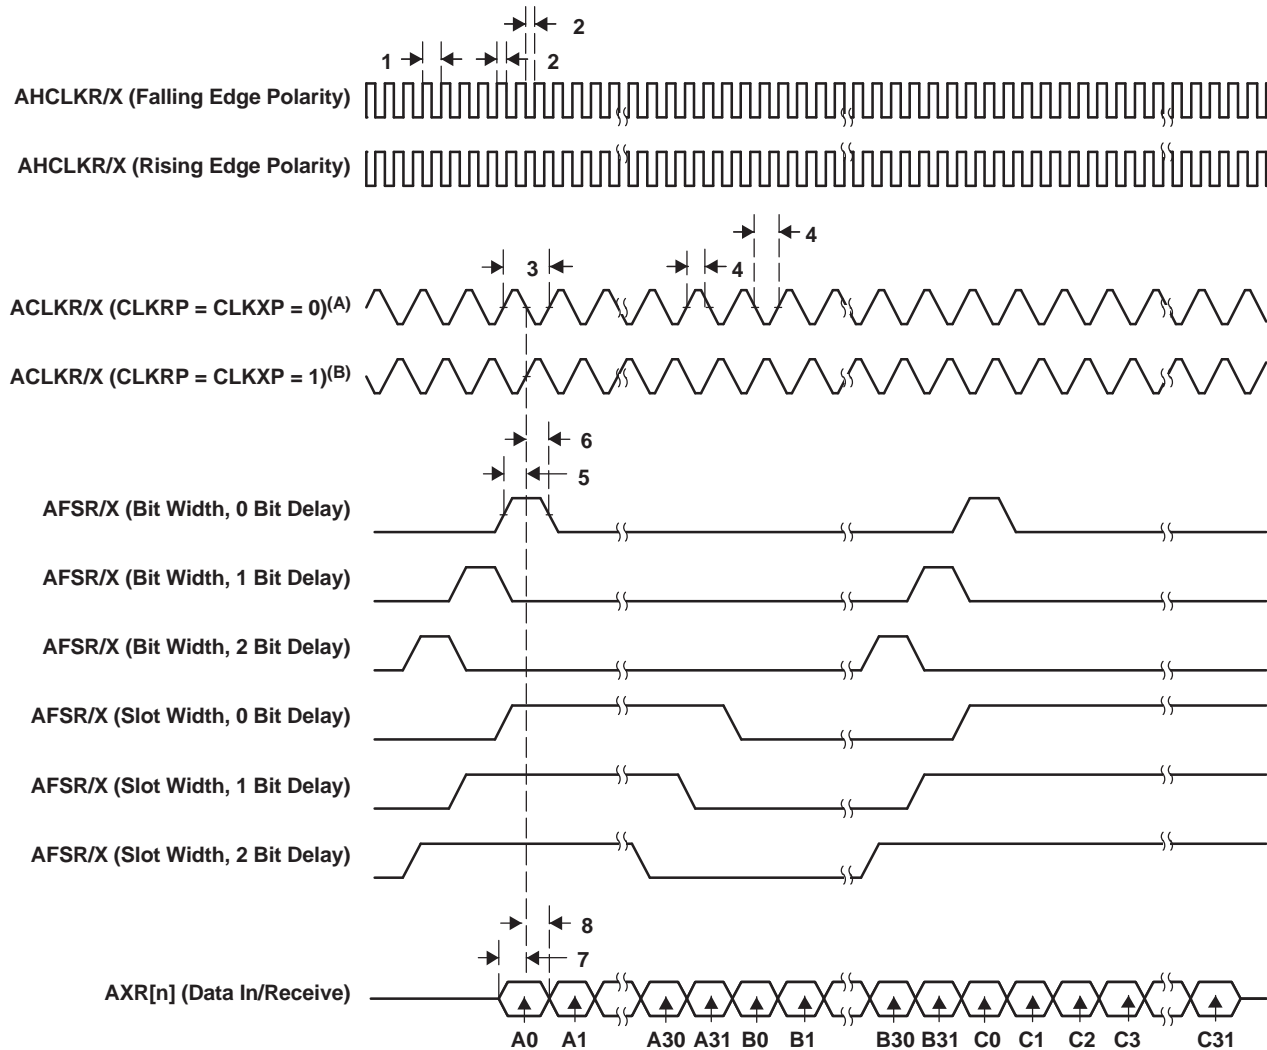 2
1
2
AHCLKR/X (Falling Edge Polarity)
AHCLKR/X (Rising Edge Polarity)
4
3
4
ACLKR/X (CLKRP = CLKXP = 0)(A)
ACLKR/X (CLKRP = CLKXP = 1)(B)
6
5
AFSR/X (Bit Width, 0 Bit Delay)
AFSR/X (Bit Width, 1 Bit Delay)
AFSR/X (Bit Width, 2 Bit Delay)
AFSR/X (Slot Width, 0 Bit Delay)
AFSR/X (Slot Width, 1 Bit Delay)
AFSR/X (Slot Width, 2 Bit Delay)
8
7
AXR[n] (Data In/Receive)
A0 A1 A30 A31 B0 B1 B30 B31 C0 C1 C2 C3 C31